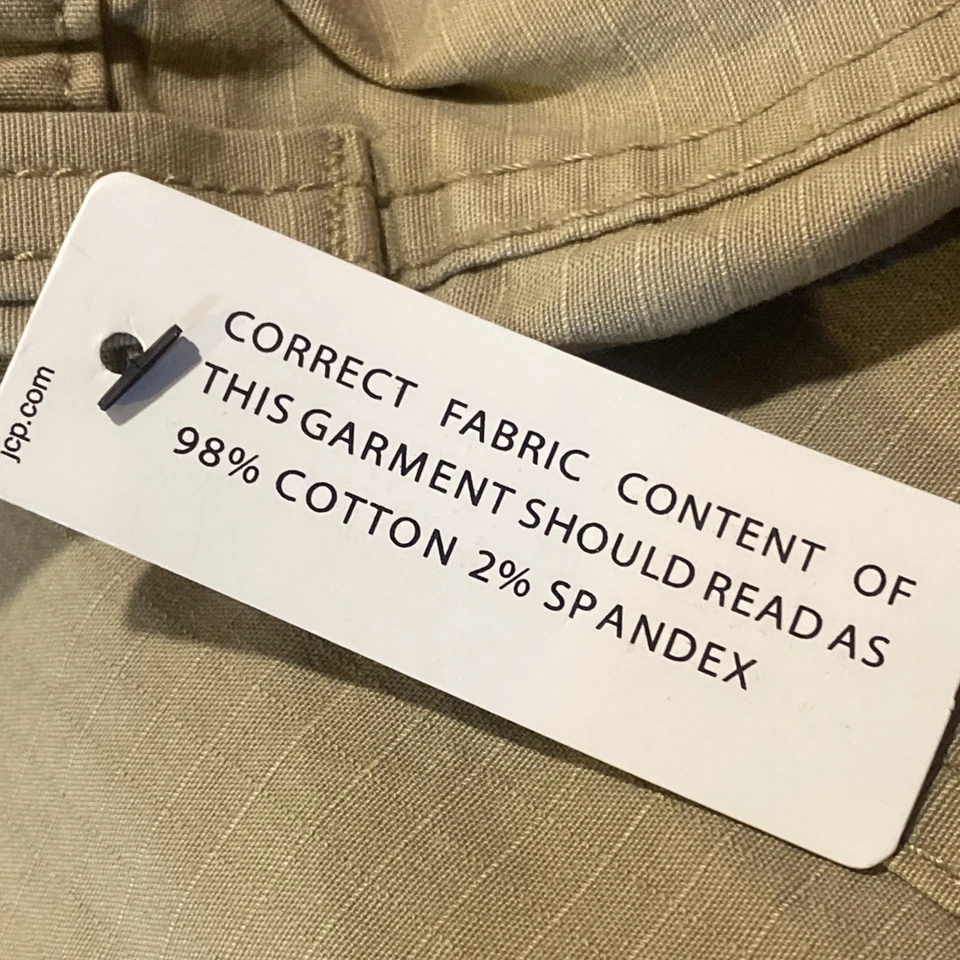 CORRECT FABRIC CONTENT OF
THIS GARMENT SHOULD READ AS
98% COTTON 2% SPANDEX
jcp.com